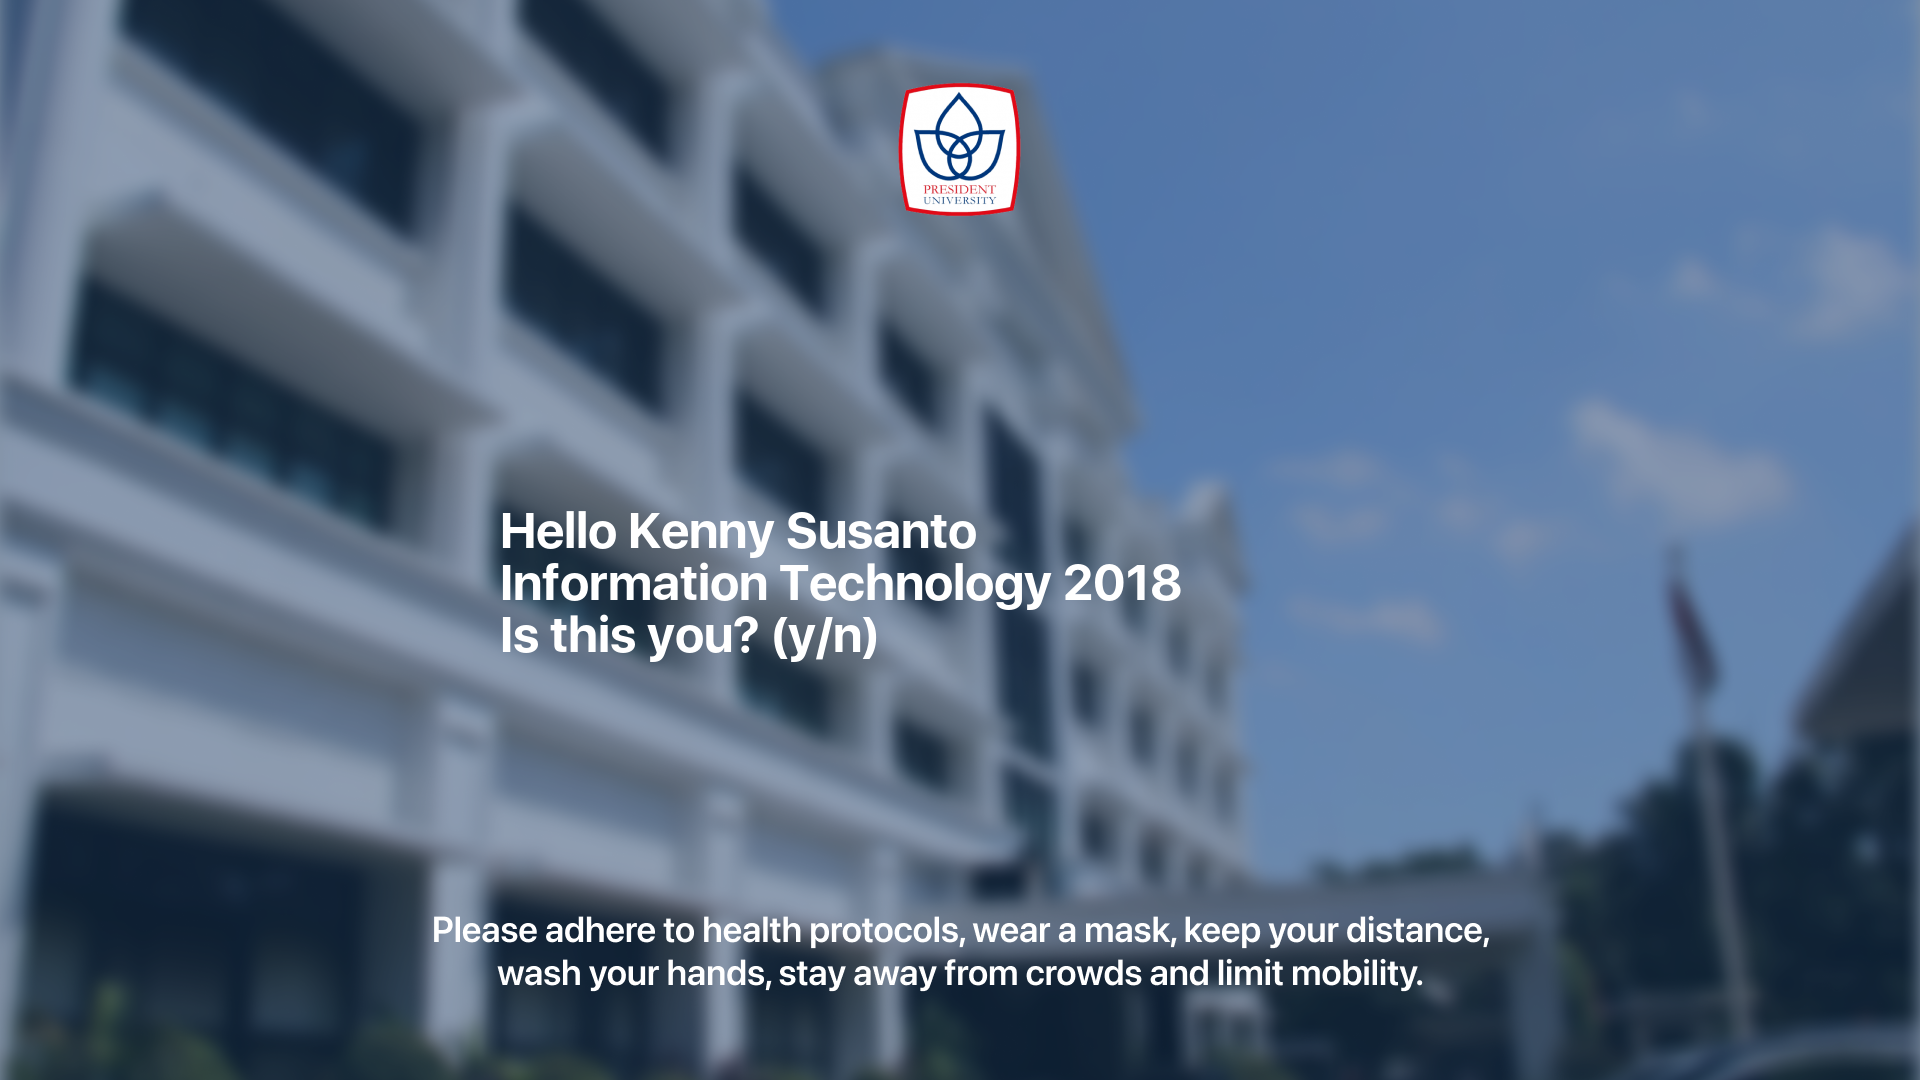 PRESIDENT
UNIVERSITY
Hello Kenny Susanto
Information Technology 2018
Is this you? (y/n)
Please adhere to health protocols, wear a mask, keep your distance,
wash your hands, stay away from crowds and limit mobility.